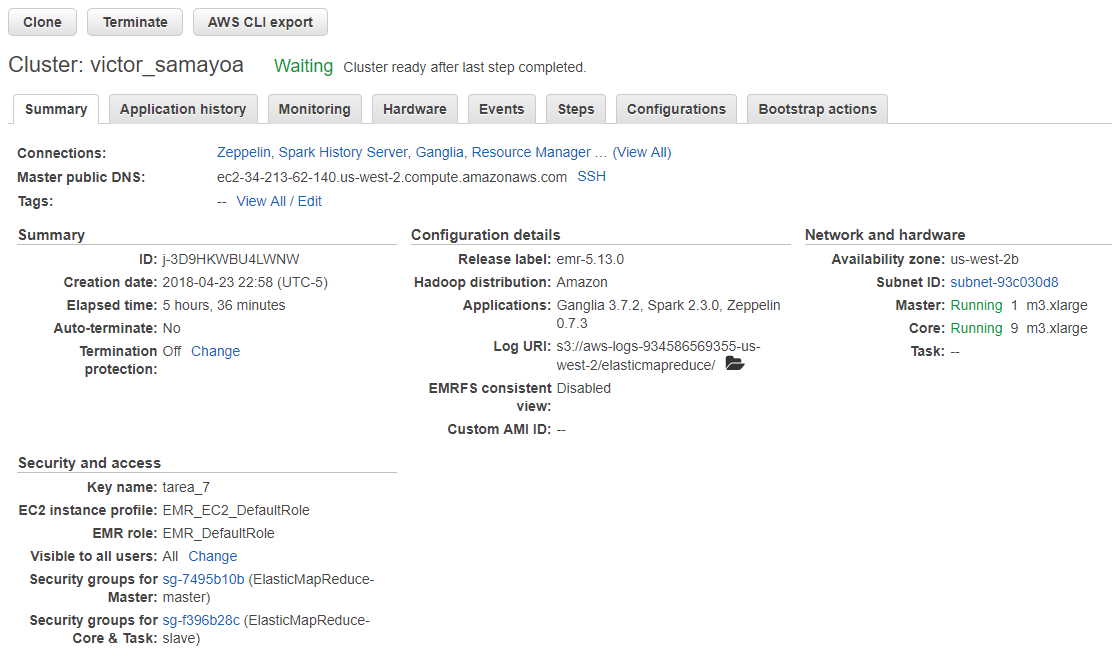 Clone Terminate AWS CLI export
Cluster: victor_samayoa Waiting Cluster ready after last step completed.
Summary Application history Monitoring Hardware Events Steps Configurations Bootstrap actions
Connections: Zeppelin, Spark History Server, Ganglia, Resource Manager … (View All)
Master public DNS: ec2-34-213-62-140.us-west-2.compute.amazonaws.com SSH
Tags: -- View All / Edit
Summary
ID: j-3D9HKWBU4LWNW
Creation date: 2018-04-23 22:58 (UTC-5)
Elapsed time: 5 hours, 36 minutes
Auto-terminate: No
Termination Off Change
protection:
Configuration details
Release label: emr-5.13.0
Hadoop distribution: Amazon
Applications: Ganglia 3.7.2, Spark 2.3.0, Zeppelin
0.7.3
Log URI: s3://aws-logs-934586569355-us-
west-2/elasticmapreduce/
EMRFS consistent Disabled
view:
Custom AMI ID: --
Network and hardware
Availability zone: us-west-2b
Subnet ID: subnet-93c030d8
Master: Running 1 m3.xlarge
Core: Running 9 m3.xlarge
Task: --
Security and access
Key name: tarea_7
EC2 instance profile: EMR_EC2_DefaultRole
EMR role: EMR_DefaultRole
Visible to all users: All Change
Security groups for sg-7495b10b (ElasticMapReduce-
Master: master)
Security groups for sg-f396b28c (ElasticMapReduce-
Core & Task: slave)